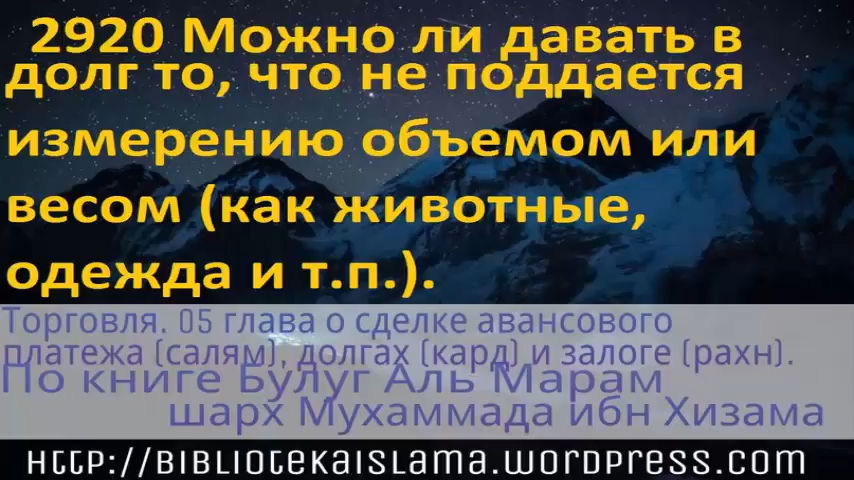 2920 Можно ли давать в
долг то, что не поддается
измерению объемом или
весом (как животные,
одежда и т.п.).
Торговля. 05 глава о сделке авансового
платежа (салям), долгах (кард) и залоге (рахн).
По книге Булуг Аль Марам
шарх Мухаммада ибн Хизама
http://bibliotekaislama.wordpress.com